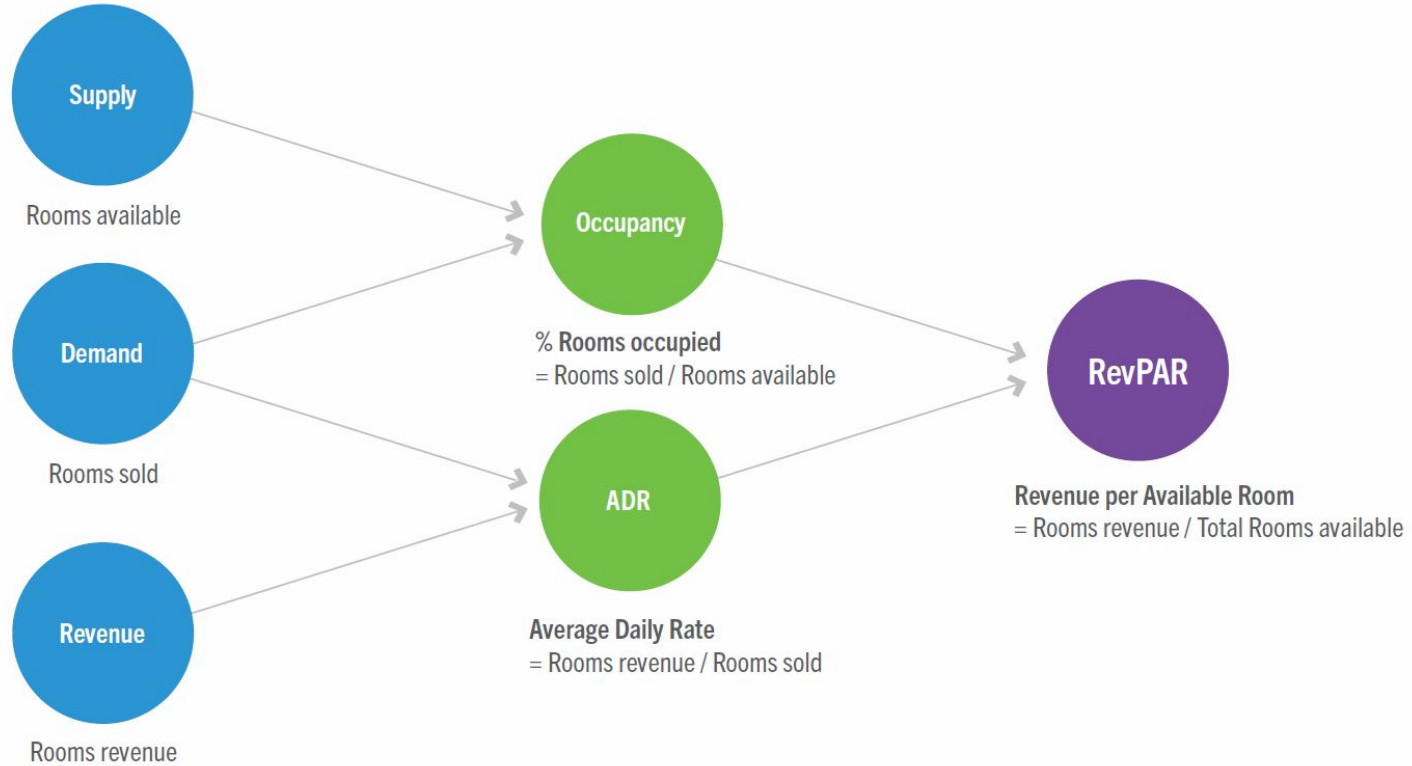 Supply
Rooms available
Demand
Rooms sold
Revenue
Rooms revenue
Occupancy
% Rooms occupied
= Rooms sold / Rooms available
ADR
Average Daily Rate
= Rooms revenue / Rooms sold
RevPAR
Revenue per Available Room
= Rooms revenue / Total Rooms available